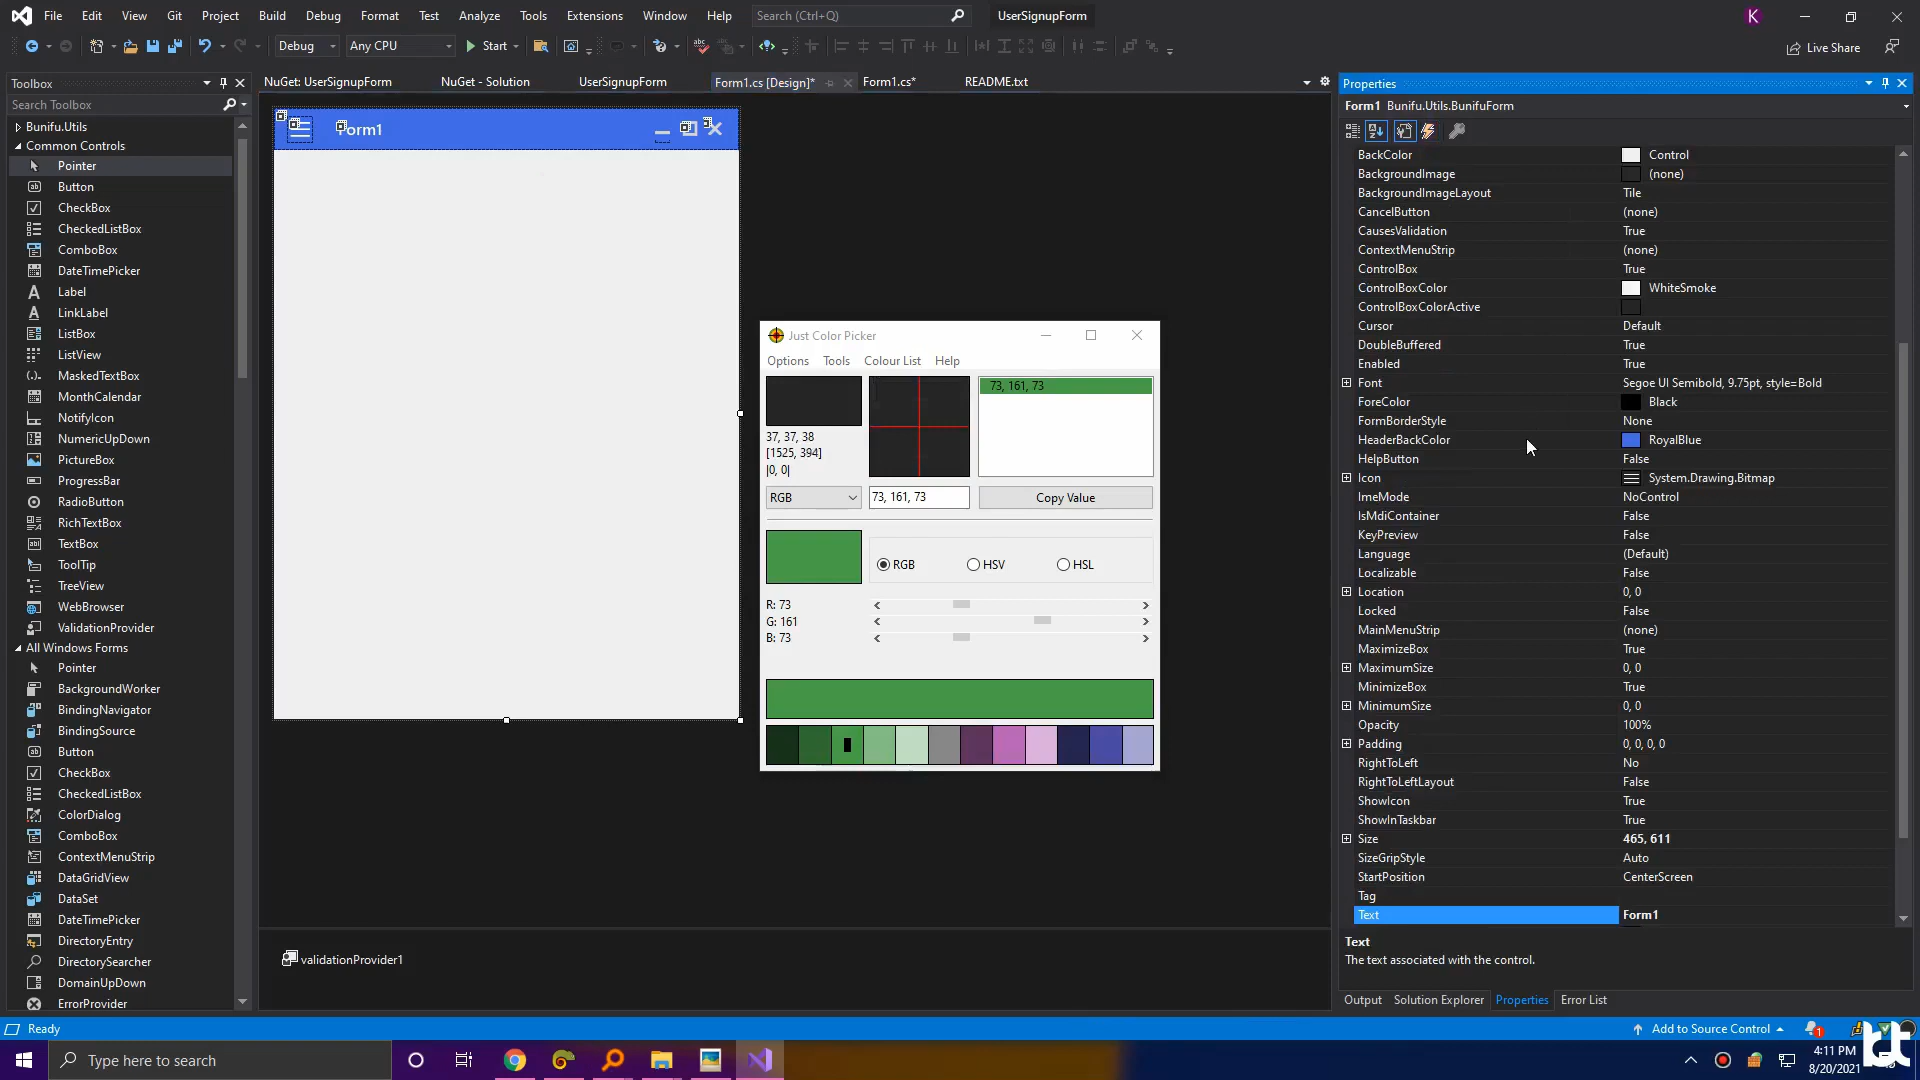 File Edit View Git Project Build Debug Format Test Analyze Tools Extensions Window Help Search (Ctrl+Q) UserSignupForm K
Debug Any CPU Start Live Share
Toolbox
Search Toolbox
Bunifu.Utils
Common Controls
Pointer
Button
CheckBox
CheckedListBox
ComboBox
DateTimePicker
Label
LinkLabel
ListBox
ListView
MaskedTextBox
MonthCalendar
NotifyIcon
NumericUpDown
PictureBox
ProgressBar
RadioButton
RichTextBox
TextBox
ToolTip
TreeView
WebBrowser
ValidationProvider
All Windows Forms
Pointer
BackgroundWorker
BindingNavigator
BindingSource
Button
CheckBox
CheckedListBox
ColorDialog
ComboBox
ContextMenuStrip
DataGridView
DataSet
DateTimePicker
DirectoryEntry
DirectorySearcher
DomainUpDown
ErrorProvider
NuGet: UserSignupForm NuGet - Solution UserSignupForm Form1.cs [Design]* Form1.cs* README.txt
Form1
Just Color Picker
Options Tools Colour List Help
73, 161, 73
37, 37, 38
[1525, 394]
|0, 0|
RGB 73, 161, 73 Copy Value
RGB HSV HSL
R: 73
G: 161
B: 73
validationProvider1
Properties
Form1 Bunifu.Utils.BunifuForm
BackColor Control
BackgroundImage (none)
BackgroundImageLayout Tile
CancelButton (none)
CausesValidation True
ContextMenuStrip (none)
ControlBox True
ControlBoxColor WhiteSmoke
ControlBoxColorActive
Cursor Default
DoubleBuffered True
Enabled True
Font Segoe UI Semibold, 9.75pt, style=Bold
ForeColor Black
FormBorderStyle None
HeaderBackColor RoyalBlue
HelpButton False
Icon System.Drawing.Bitmap
ImeMode NoControl
IsMdiContainer False
KeyPreview False
Language (Default)
Localizable False
Location 0, 0
Locked False
MainMenuStrip (none)
MaximizeBox True
MaximumSize 0, 0
MinimizeBox True
MinimumSize 0, 0
Opacity 100%
Padding 0, 0, 0, 0
RightToLeft No
RightToLeftLayout False
ShowIcon True
ShowInTaskbar True
Size 465, 611
SizeGripStyle Auto
StartPosition CenterScreen
Tag
Text Form1
Text
The text associated with the control.
Output Solution Explorer Properties Error List
Ready Add to Source Control 1
Type here to search
4:11 PM
8/20/2021